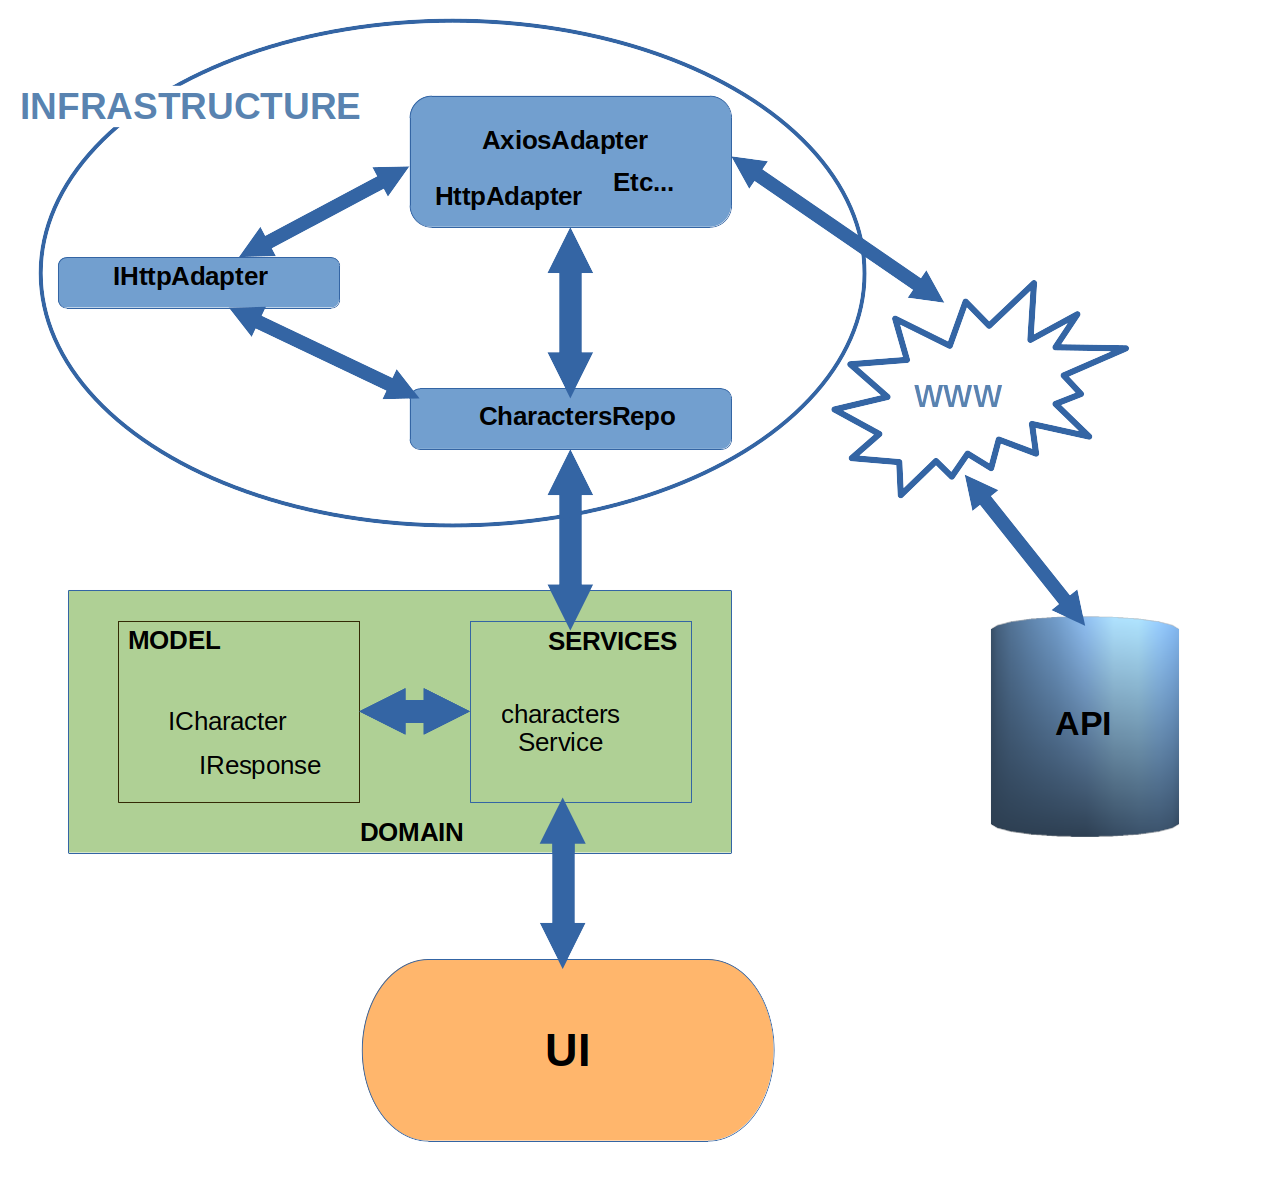 INFRASTRUCTURE
AxiosAdapter
HttpAdapter
Etc...
IHttpAdapter
CharactersRepo
WWW
MODEL
ICharacter
IResponse
SERVICES
characters
Service
DOMAIN
API
UI